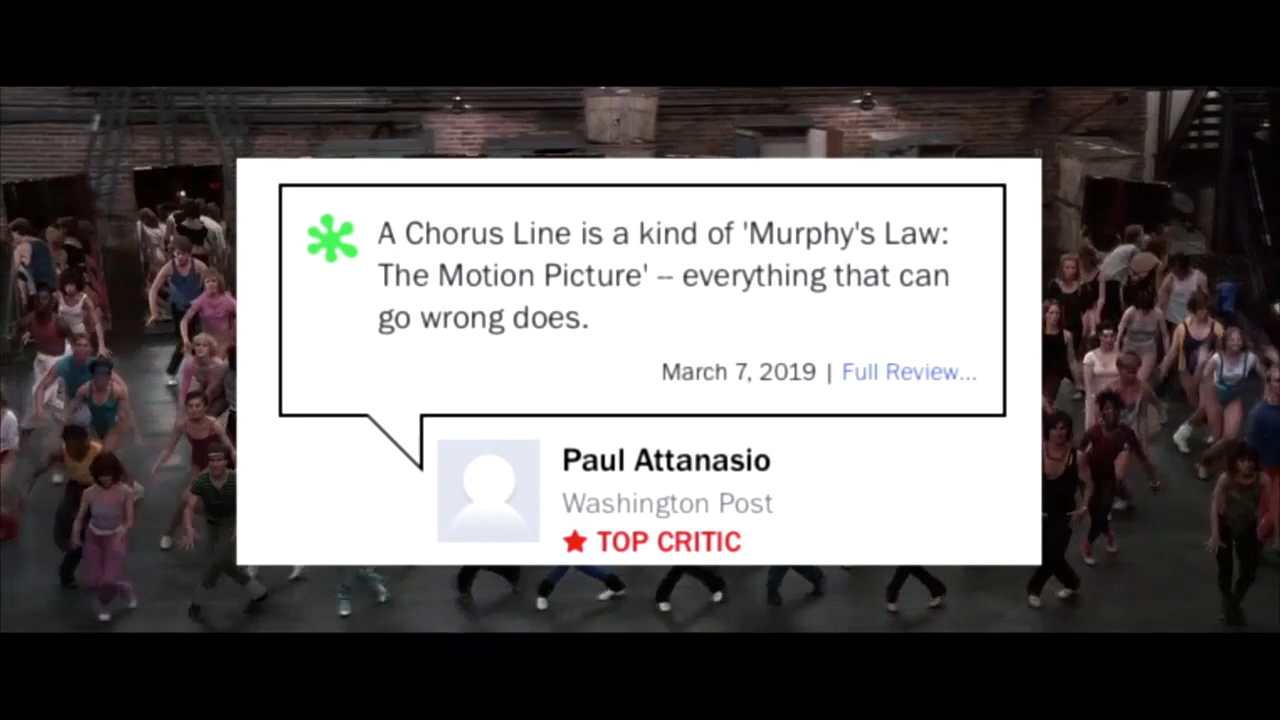 A Chorus Line is a kind of 'Murphy's Law:
The Motion Picture' -- everything that can
go wrong does.
March 7, 2019 | Full Review...
Paul Attanasio
Washington Post
TOP CRITIC